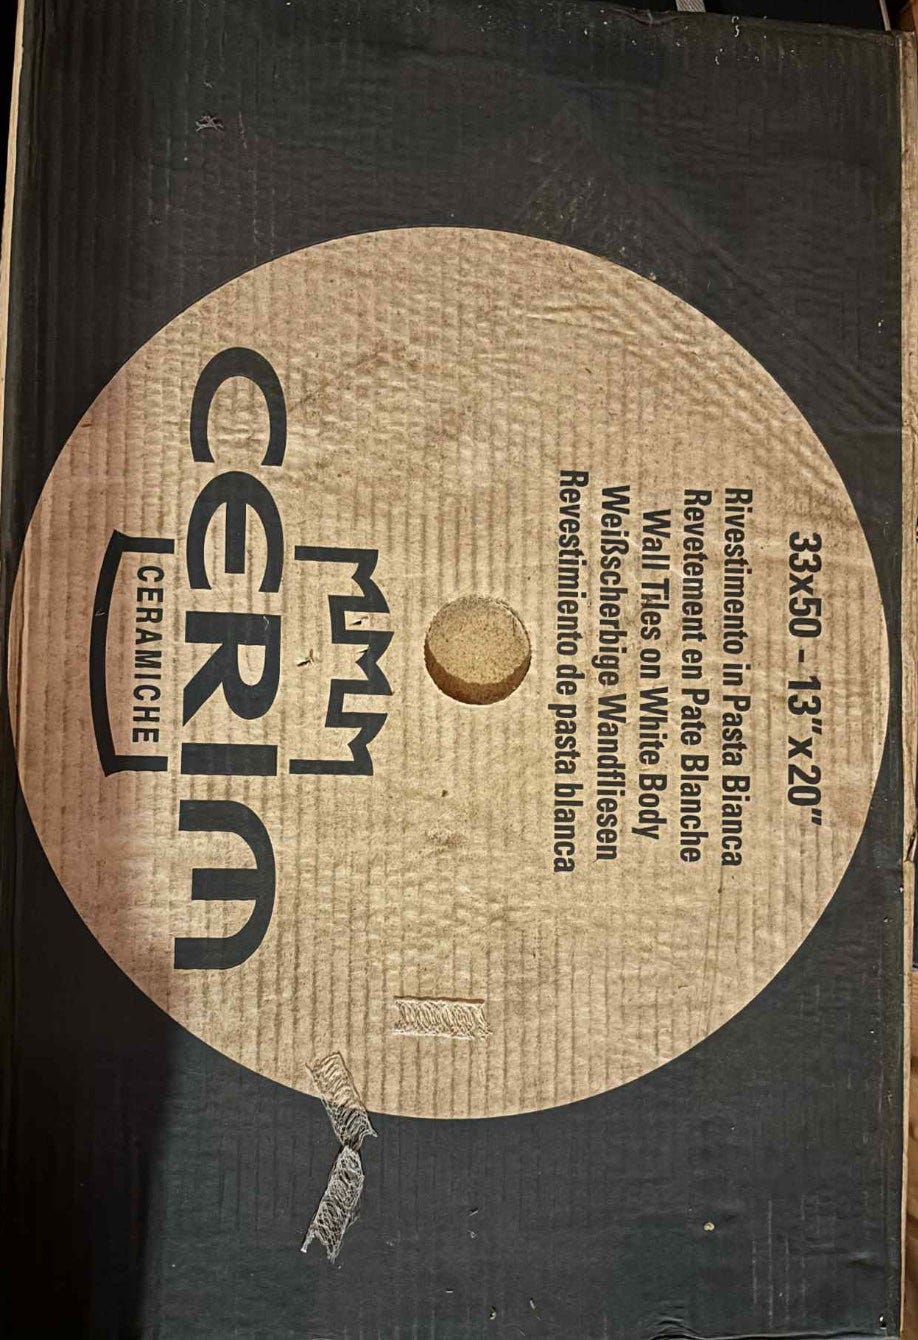 33x50 - 13"x20"
Rivestimento in Pasta Bianca
Revetement en Pate Blanche
Wall Tiles on White Body
Weißscherbige Wandfliesen
Revestimiento de pasta blanca
CERIM
CERAMICHE